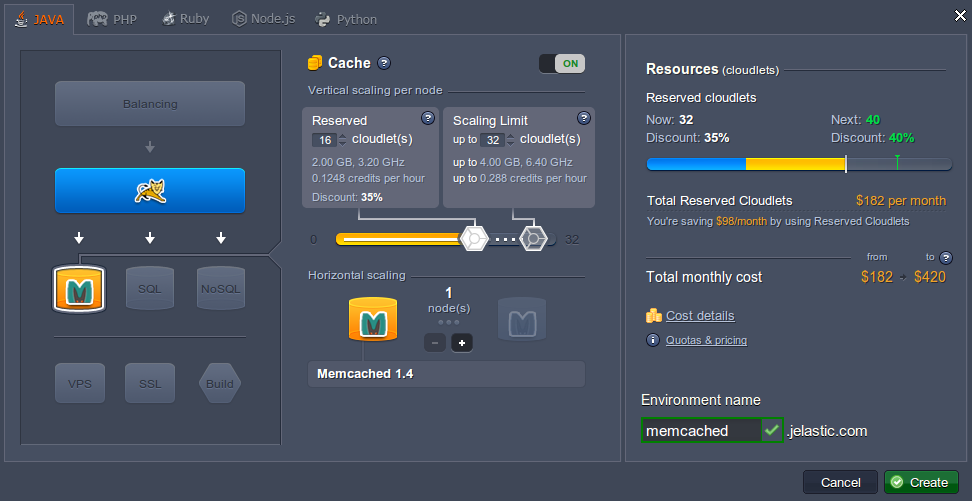 JAVA
PHP
Ruby
Node.js
Python
Balancing
SQL
NoSQL
VPS
SSL
Build
Cache ?
ON
Vertical scaling per node
Reserved ?
16 cloudlet(s)
2.00 GB, 3.20 GHz
0.1248 credits per hour
Discount: 35%
Scaling Limit ?
up to 32 cloudlet(s)
up to 4.00 GB, 6.40 GHz
up to 0.288 credits per hour
0
32
Horizontal scaling
1
node(s)
− +
Memcached 1.4
Resources (cloudlets)
Reserved cloudlets
Now: 32 Next: 40
Discount: 35% Discount: 40%
Total Reserved Cloudlets $182 per month
You're saving $98/month by using Reserved Cloudlets
from to ?
Total monthly cost $182 $420
Cost details
Quotas & pricing
Environment name
memcached .jelastic.com
Cancel Create